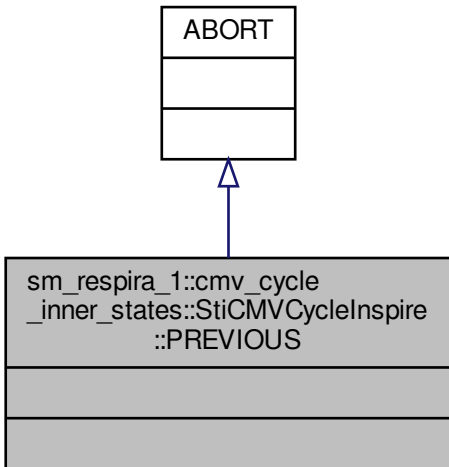 ABORT
sm_respira_1::cmv_cycle
_inner_states::StiCMVCycleInspire
::PREVIOUS